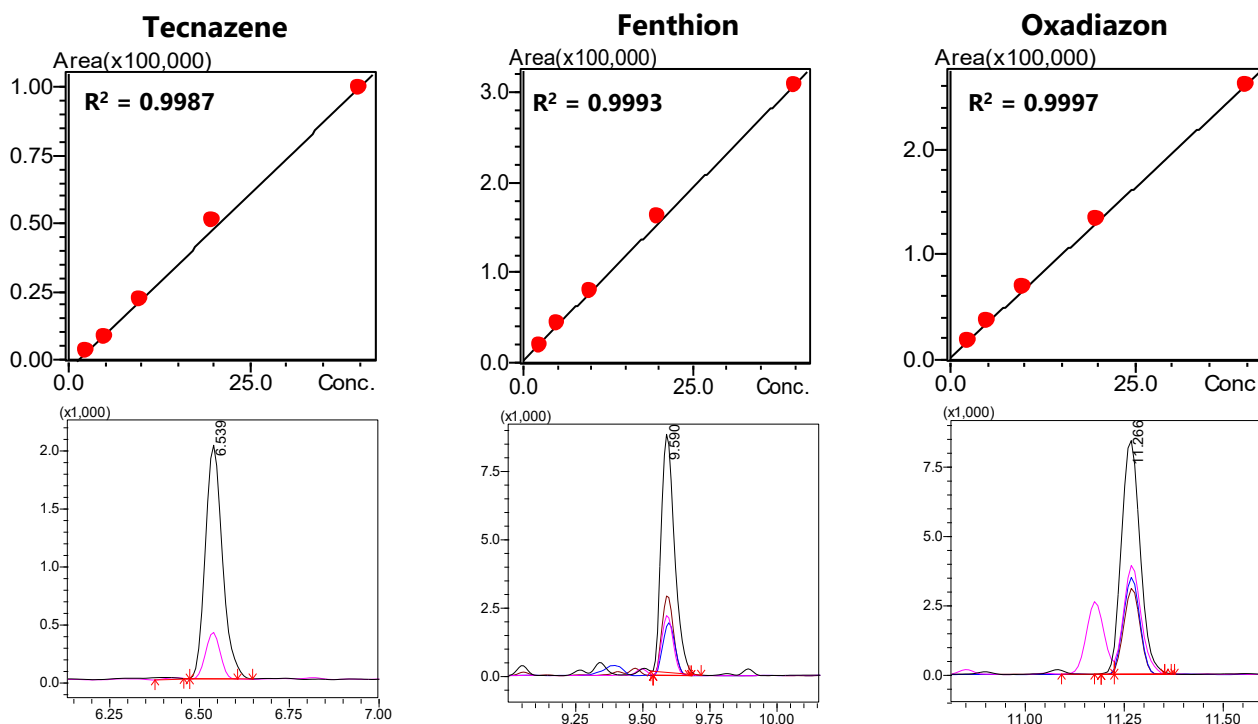 Tecnazene
Area(x100,000)
R² = 0.9987
1.00
0.75
0.50
0.25
0.00
0.0 25.0 Conc.
Fenthion
Area(x100,000)
R² = 0.9993
3.0
2.0
1.0
0.0
0.0 25.0 Conc.
Oxadiazon
Area(x100,000)
R² = 0.9997
2.0
1.0
0.0
0.0 25.0 Conc
(x1,000)
6.539
2.0
1.5
1.0
0.5
0.0
6.25 6.50 6.75 7.00
(x1,000)
9.590
7.5
5.0
2.5
0.0
9.25 9.50 9.75 10.00
(x1,000)
11.266
7.5
5.0
2.5
0.0
11.00 11.25 11.50